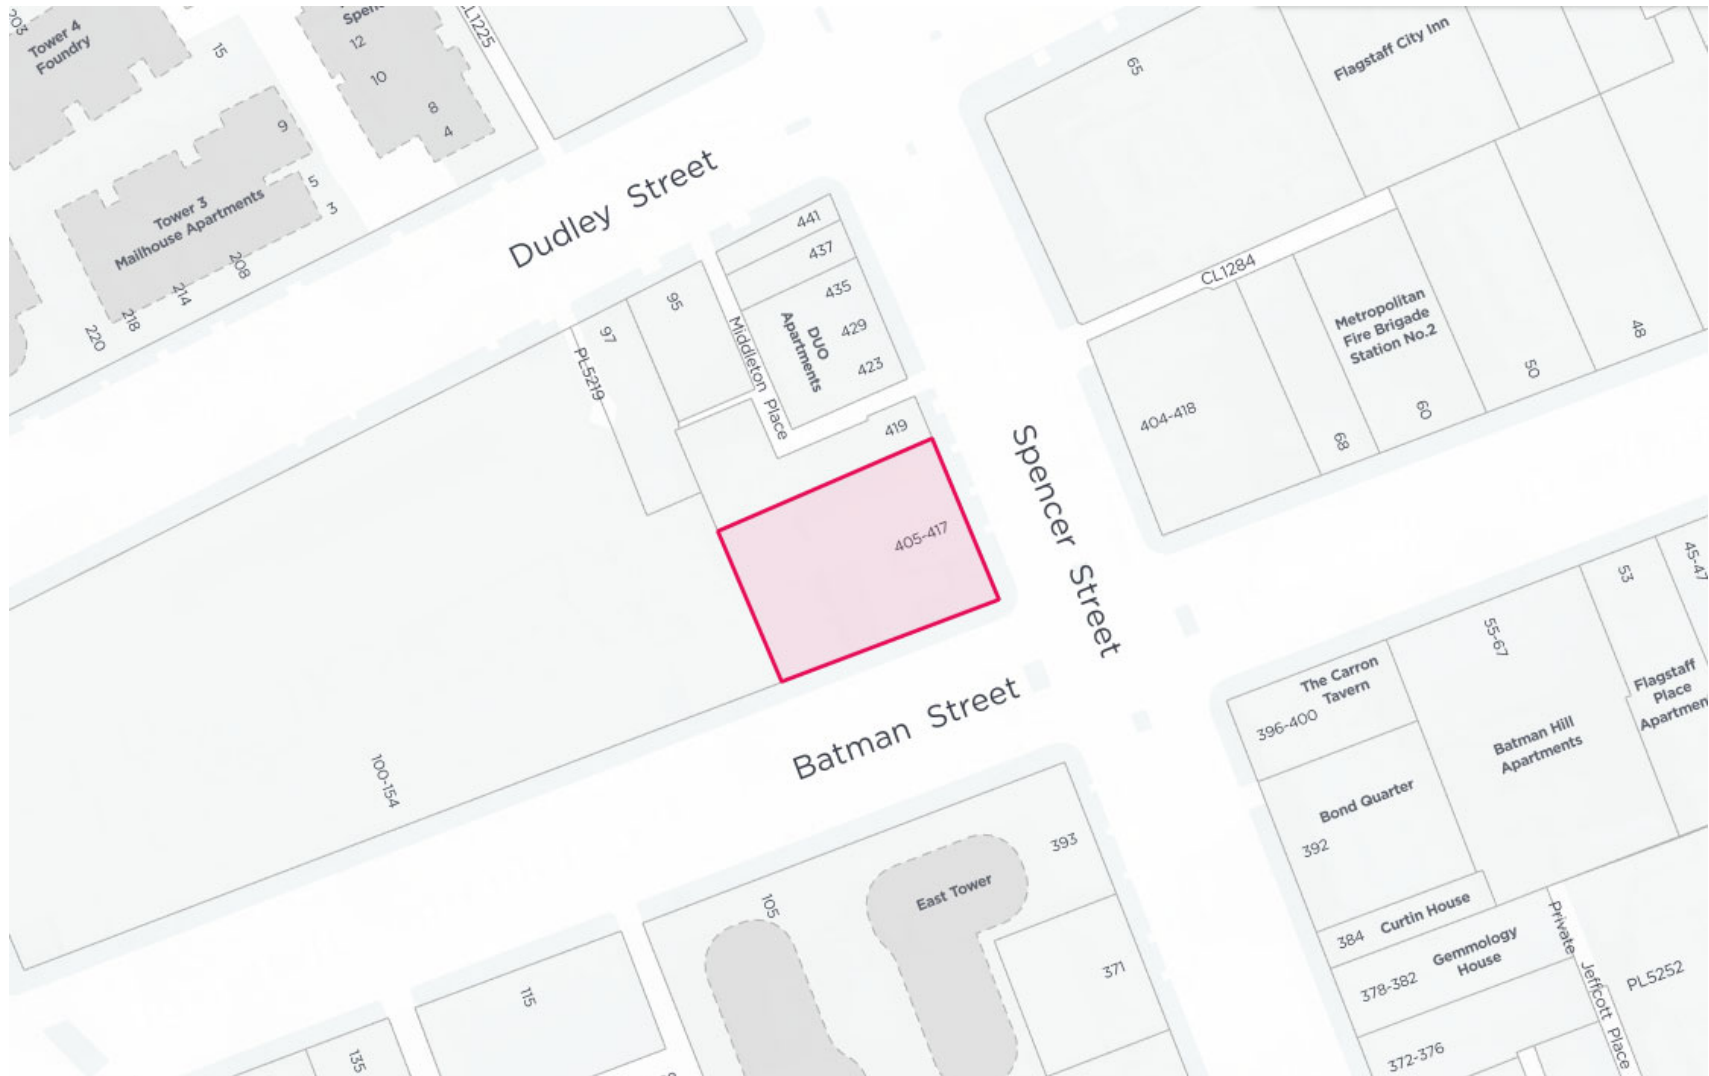 203
Tower 4
Foundry
15
12
10
8
4
CL1225
9
5
3
Tower 3
Mailhouse Apartments
208
214
218
220
Dudley Street
65
Flagstaff City Inn
441
437
435
429
423
DUO
Apartments
95
97
Middleton Place
PL5219
419
CL1284
Metropolitan
Fire Brigade
Station No.2
48
50
60
68
404-418
405-417
Spencer Street
Batman Street
100-154
53
45-47
55-67
The Carron
Tavern
396-400
Flagstaff
Place
Batman Hill
Apartments
Bond Quarter
392
393
East Tower
105
371
115
135
384
Curtin House
Gemmology
House
378-382
372-376
Private Jeffcott Place
PL5252